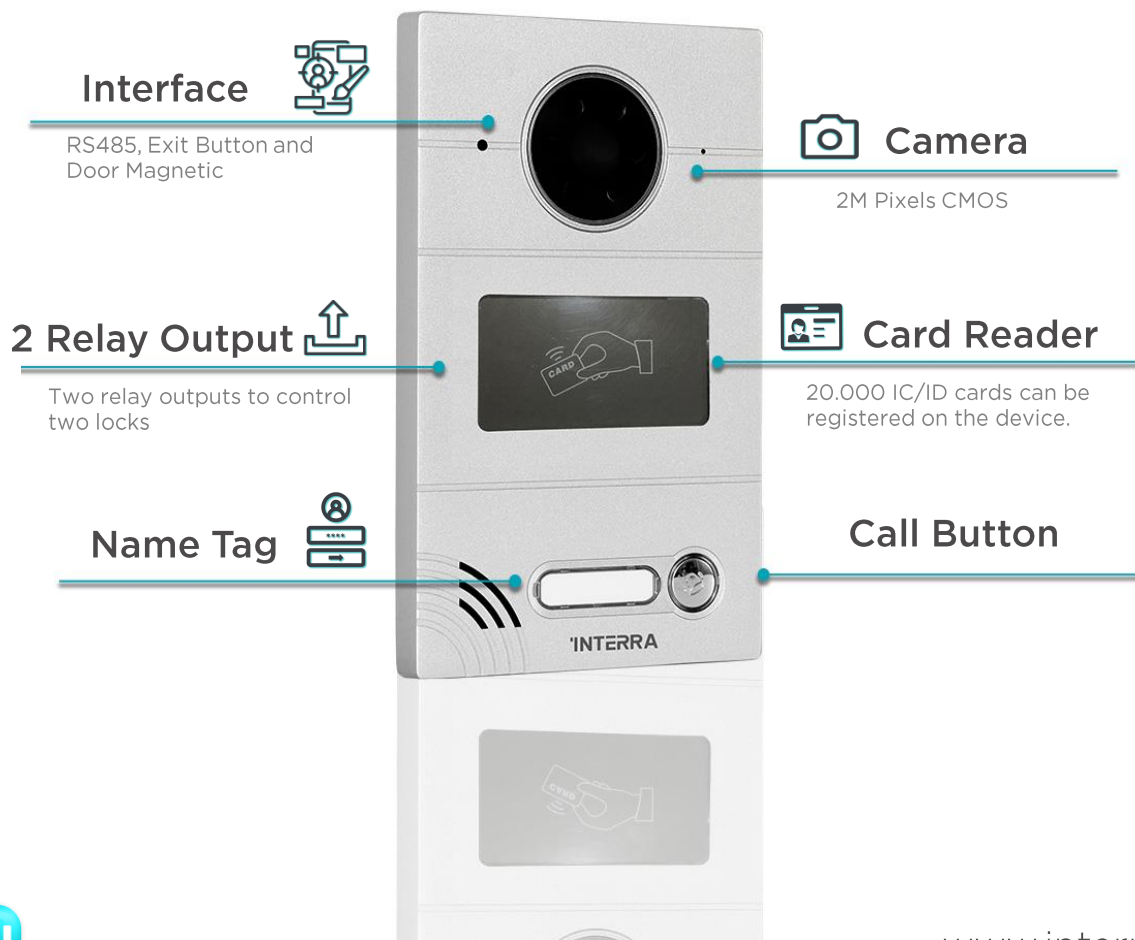 Interface
RS485, Exit Button and
Door Magnetic
Camera
2M Pixels CMOS
2 Relay Output
Two relay outputs to control
two locks
CARD
Card Reader
20.000 IC/ID cards can be
registered on the device.
Name Tag
Call Button
INTERRA